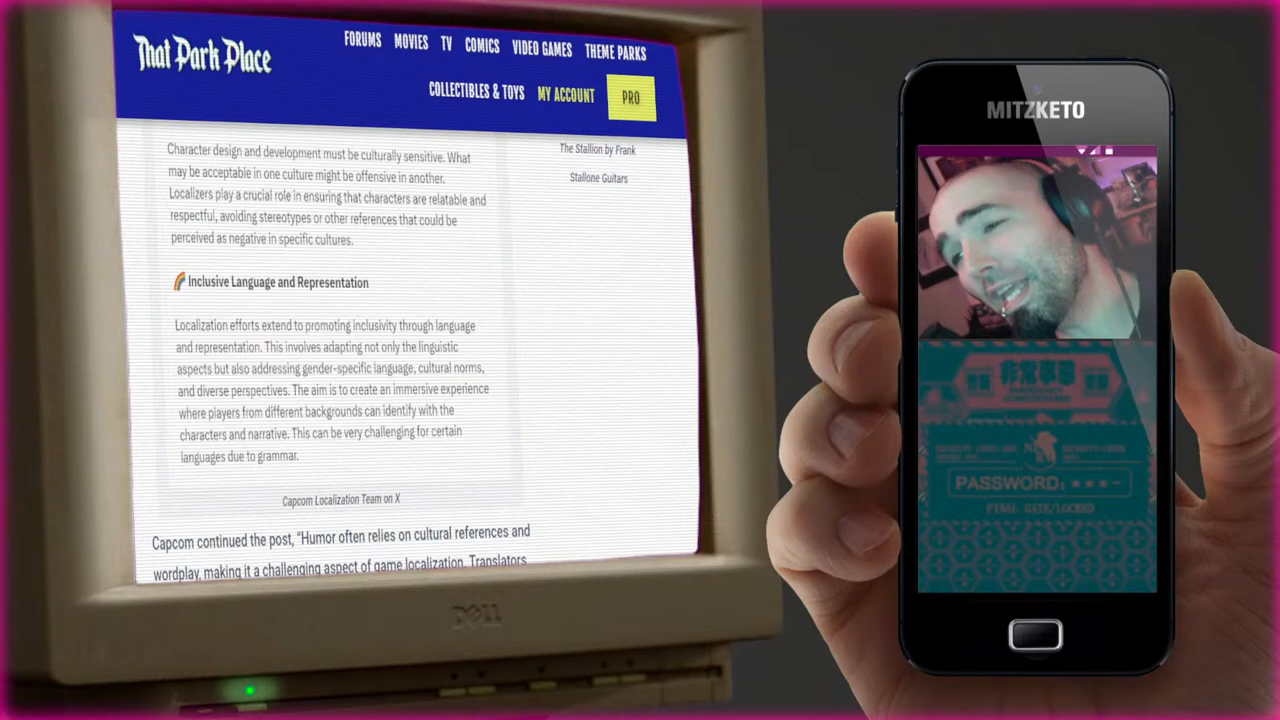 That Park Place
FORUMS MOVIES TV COMICS VIDEO GAMES THEME PARKS
COLLECTIBLES & TOYS MY ACCOUNT PRO
Character design and development must be culturally sensitive. What
may be acceptable in one culture might be offensive in another.
Localizers play a crucial role in ensuring that characters are relatable and
respectful, avoiding stereotypes or other references that could be
perceived as negative in specific cultures.
Inclusive Language and Representation
Localization efforts extend to promoting inclusivity through language
and representation. This involves adapting not only the linguistic
aspects but also addressing gender-specific language, cultural norms,
and diverse perspectives. The aim is to create an immersive experience
where players from different backgrounds can identify with the
characters and narrative. This can be very challenging for certain
languages due to grammar.
Capcom Localization Team on X
Capcom continued the post, “Humor often relies on cultural references and
wordplay, making it a challenging aspect of game localization. Translators
The Stallion by Frank
Stallone Guitars
DELL
MITZKETO
非常事態
PASSWORD:
FINAL GATE/LOCKED